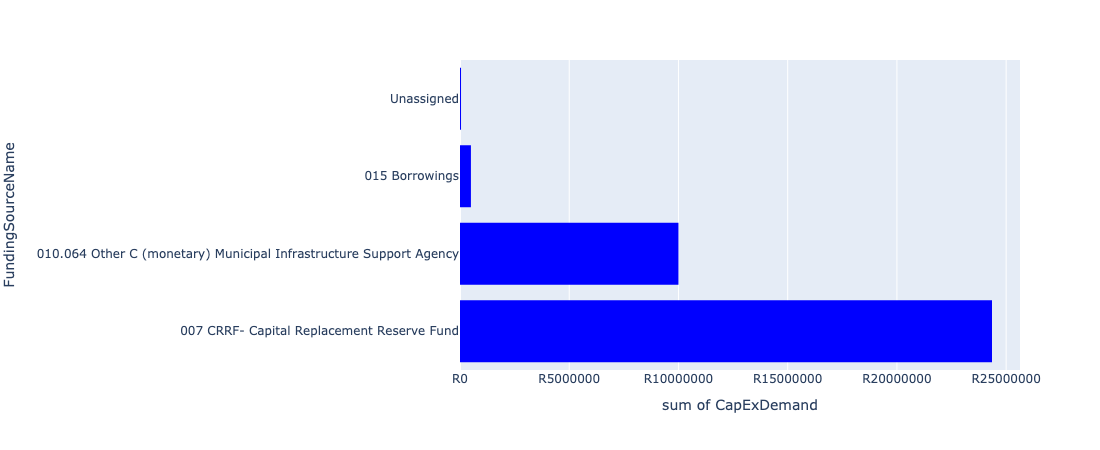 FundingSourceName
Unassigned
015 Borrowings
010.064 Other C (monetary) Municipal Infrastructure Support Agency
007 CRRF- Capital Replacement Reserve Fund
R0 R5000000 R10000000 R15000000 R20000000 R25000000
sum of CapExDemand